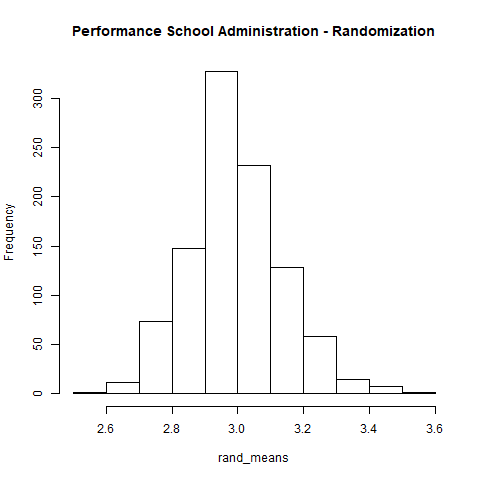 Performance School Administration - Randomization
Frequency
300
250
200
150
100
50
0
2.6 2.8 3.0 3.2 3.4 3.6
rand_means